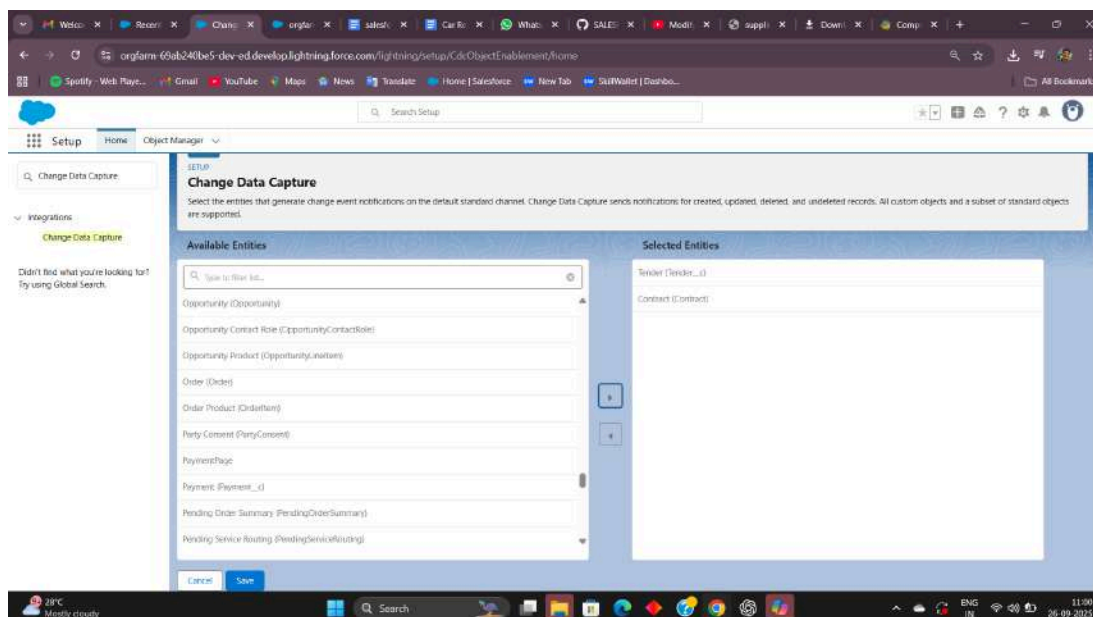 Welco
Recen
Chang
orgfar
salesfo
Car Re
Whats
SALES
Modify
suppli
Downl
Comp
orgfarm-69ab240be5-dev-ed.develop.lightning.force.com/lightning/setup/CdcObjectEnablement/home
Spotify - Web Playe...
Gmail
YouTube
Maps
News
Translate
Home | Salesforce
New Tab
SkillWallet | Dashbo...
All Bookmark
Search Setup
Setup
Home
Object Manager
Change Data Capture
Integrations
Change Data Capture
Didn't find what you're looking for?
Try using Global Search.
SETUP
Change Data Capture
Select the entities that generate change event notifications on the default standard channel. Change Data Capture sends notifications for created, updated, deleted, and undeleted records. All custom objects and a subset of standard objects
are supported.
Available Entities
Type to filter list...
Opportunity (Opportunity)
Opportunity Contact Role (OpportunityContactRole)
Opportunity Product (OpportunityLineItem)
Order (Order)
Order Product (OrderItem)
Party Consent (PartyConsent)
PaymentPage
Payment (Payment__c)
Pending Order Summary (PendingOrderSummary)
Pending Service Routing (PendingServiceRouting)
Selected Entities
Tender (Tender__c)
Contract (Contract)
Cancel
Save
28°C
Mostly cloudy
Search
ENG
IN
11:00
26-09-2025